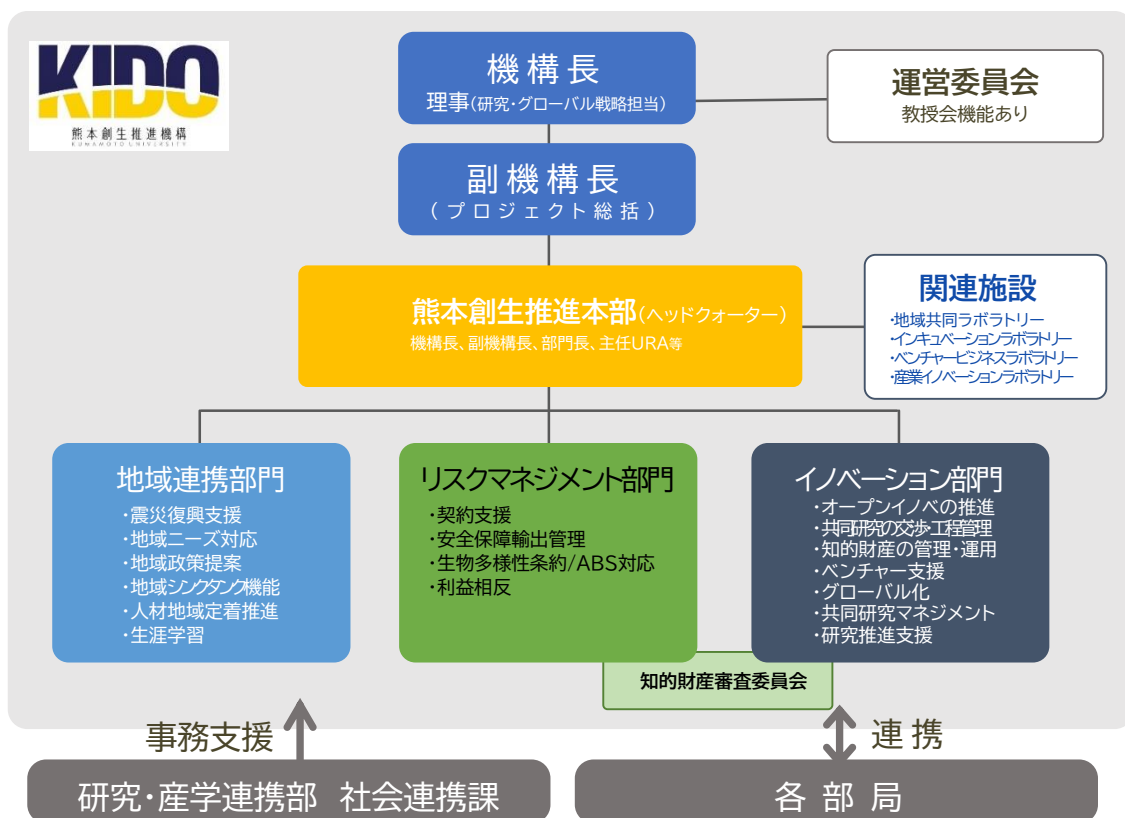 KIDO
熊本創生推進機構
KUMAMOTO UNIVERSITY
機構長
理事(研究・グローバル戦略担当)
運営委員会
教授会機能あり
副機構長
(プロジェクト総括)
熊本創生推進本部(ヘッドクォーター)
機構長、副機構長、部門長、主任URA等
関連施設
・地域共同ラボラトリー
・インキュベーションラボラトリー
・ベンチャービジネスラボラトリー
・産業イノベーションラボラトリー
地域連携部門
・震災復興支援
・地域ニーズ対応
・地域政策提案
・地域シンクタンク機能
・人材地域定着推進
・生涯学習
リスクマネジメント部門
・契約支援
・安全保障輸出管理
・生物多様性条約/ABS対応
・利益相反
イノベーション部門
・オープンイノベの推進
・共同研究の交渉・工程管理
・知的財産の管理・運用
・ベンチャー支援
・グローバル化
・共同研究マネジメント
・研究推進支援
知的財産審査委員会
事務支援
連携
研究・産学連携部 社会連携課
各部局